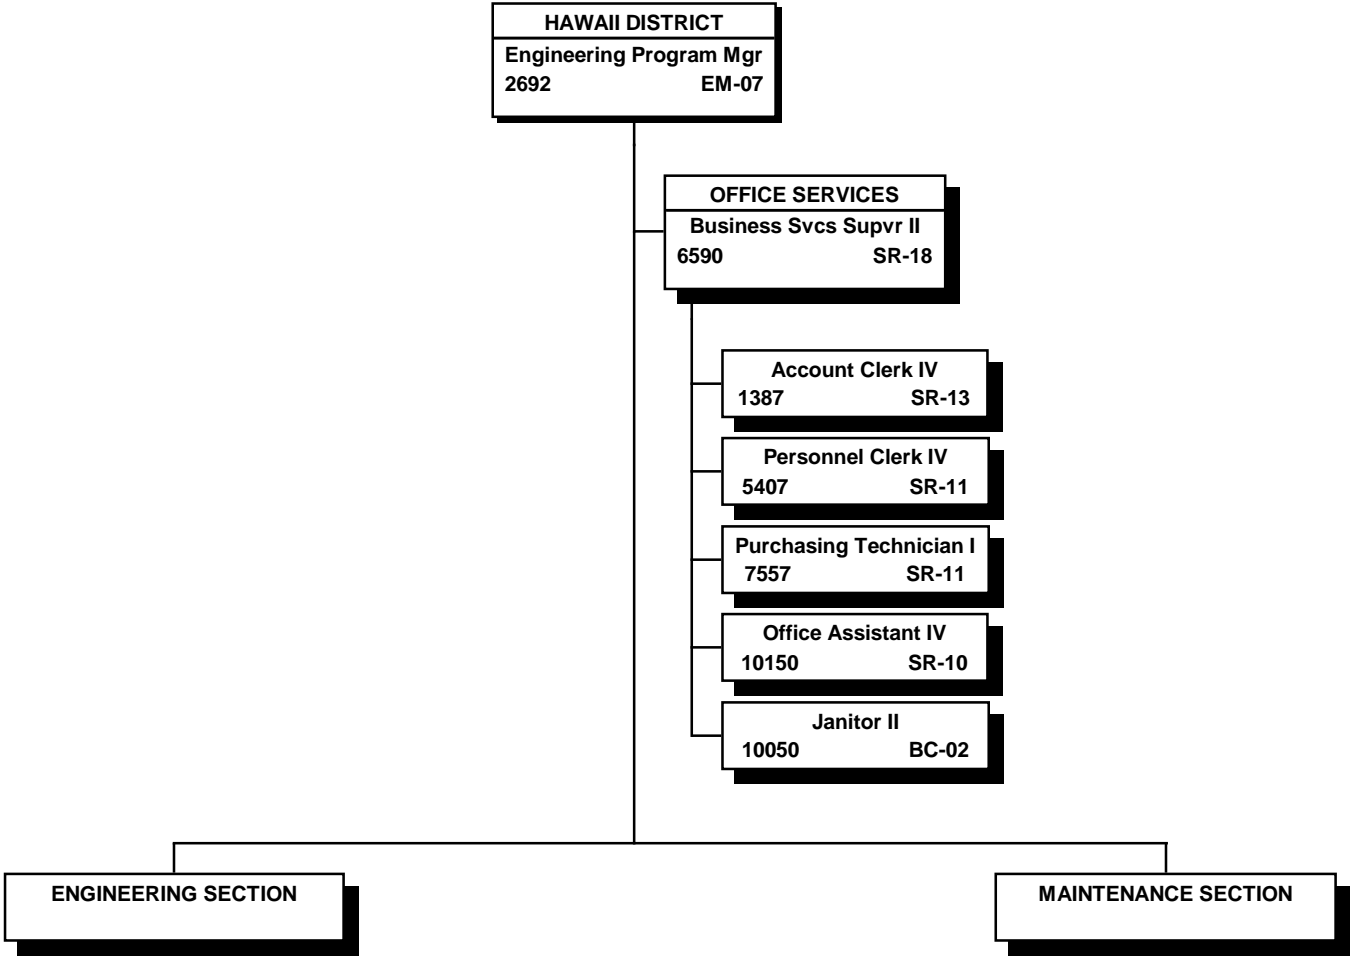 HAWAII DISTRICT
Engineering Program Mgr
2692 EM-07
OFFICE SERVICES
Business Svcs Supvr II
6590 SR-18
Account Clerk IV
1387 SR-13
Personnel Clerk IV
5407 SR-11
Purchasing Technician I
7557 SR-11
Office Assistant IV
10150 SR-10
Janitor II
10050 BC-02
ENGINEERING SECTION
MAINTENANCE SECTION